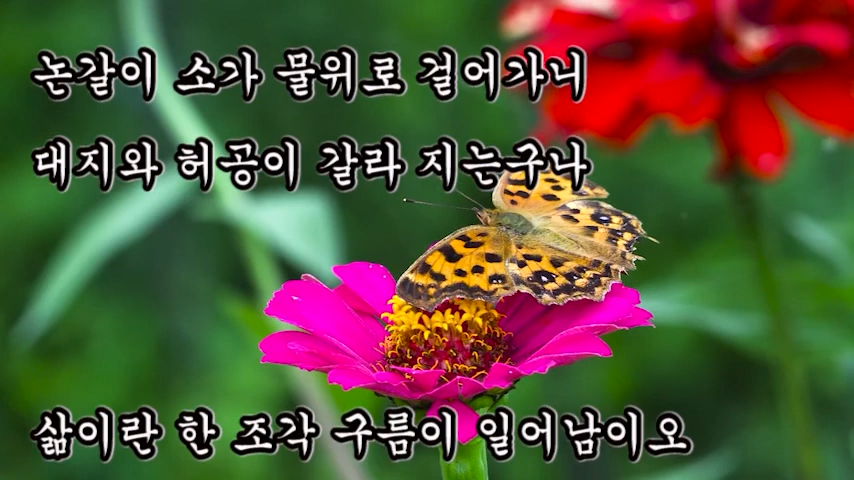 논갈이 소가 물위로 걸어가니
대지와 허공이 갈라 지는구나
삶이란 한 조각 구름이 일어남이오